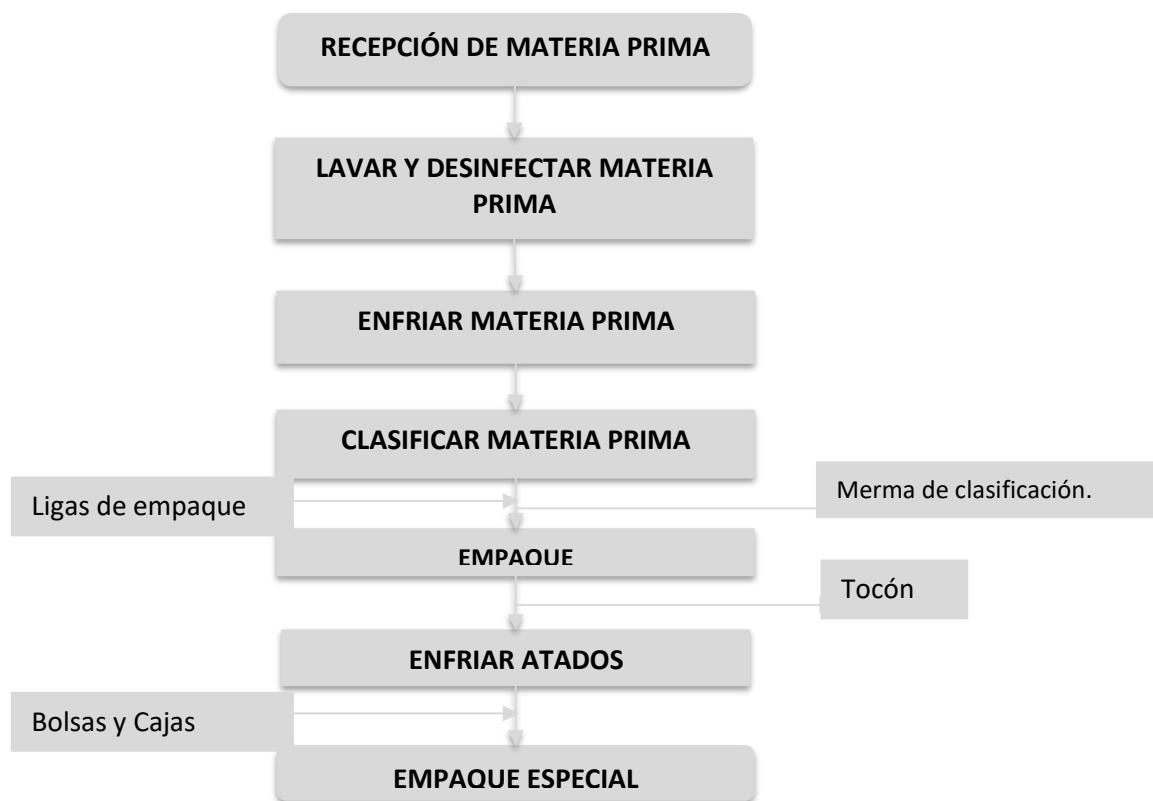 RECEPCIÓN DE MATERIA PRIMA
LAVAR Y DESINFECTAR MATERIA
PRIMA
ENFRIAR MATERIA PRIMA
CLASIFICAR MATERIA PRIMA
Ligas de empaque
Merma de clasificación.
EMPAQUE
Tocón
ENFRIAR ATADOS
Bolsas y Cajas
EMPAQUE ESPECIAL